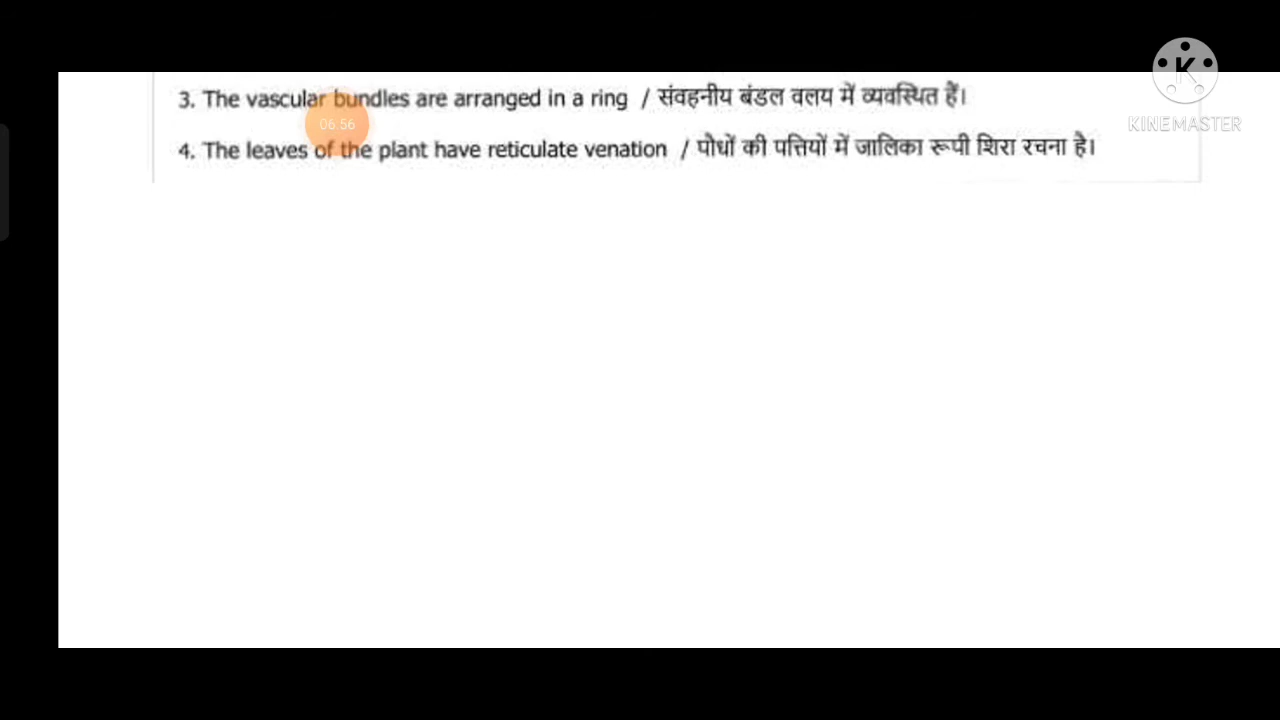 3. The vascular bundles are arranged in a ring / संवहनीय बंडल वलय में व्यवस्थित हैं।
4. The leaves of the plant have reticulate venation / पोधों की पत्तियों में जालिका रूपी शिरा रचना है।
06:56
K
KINEMASTER